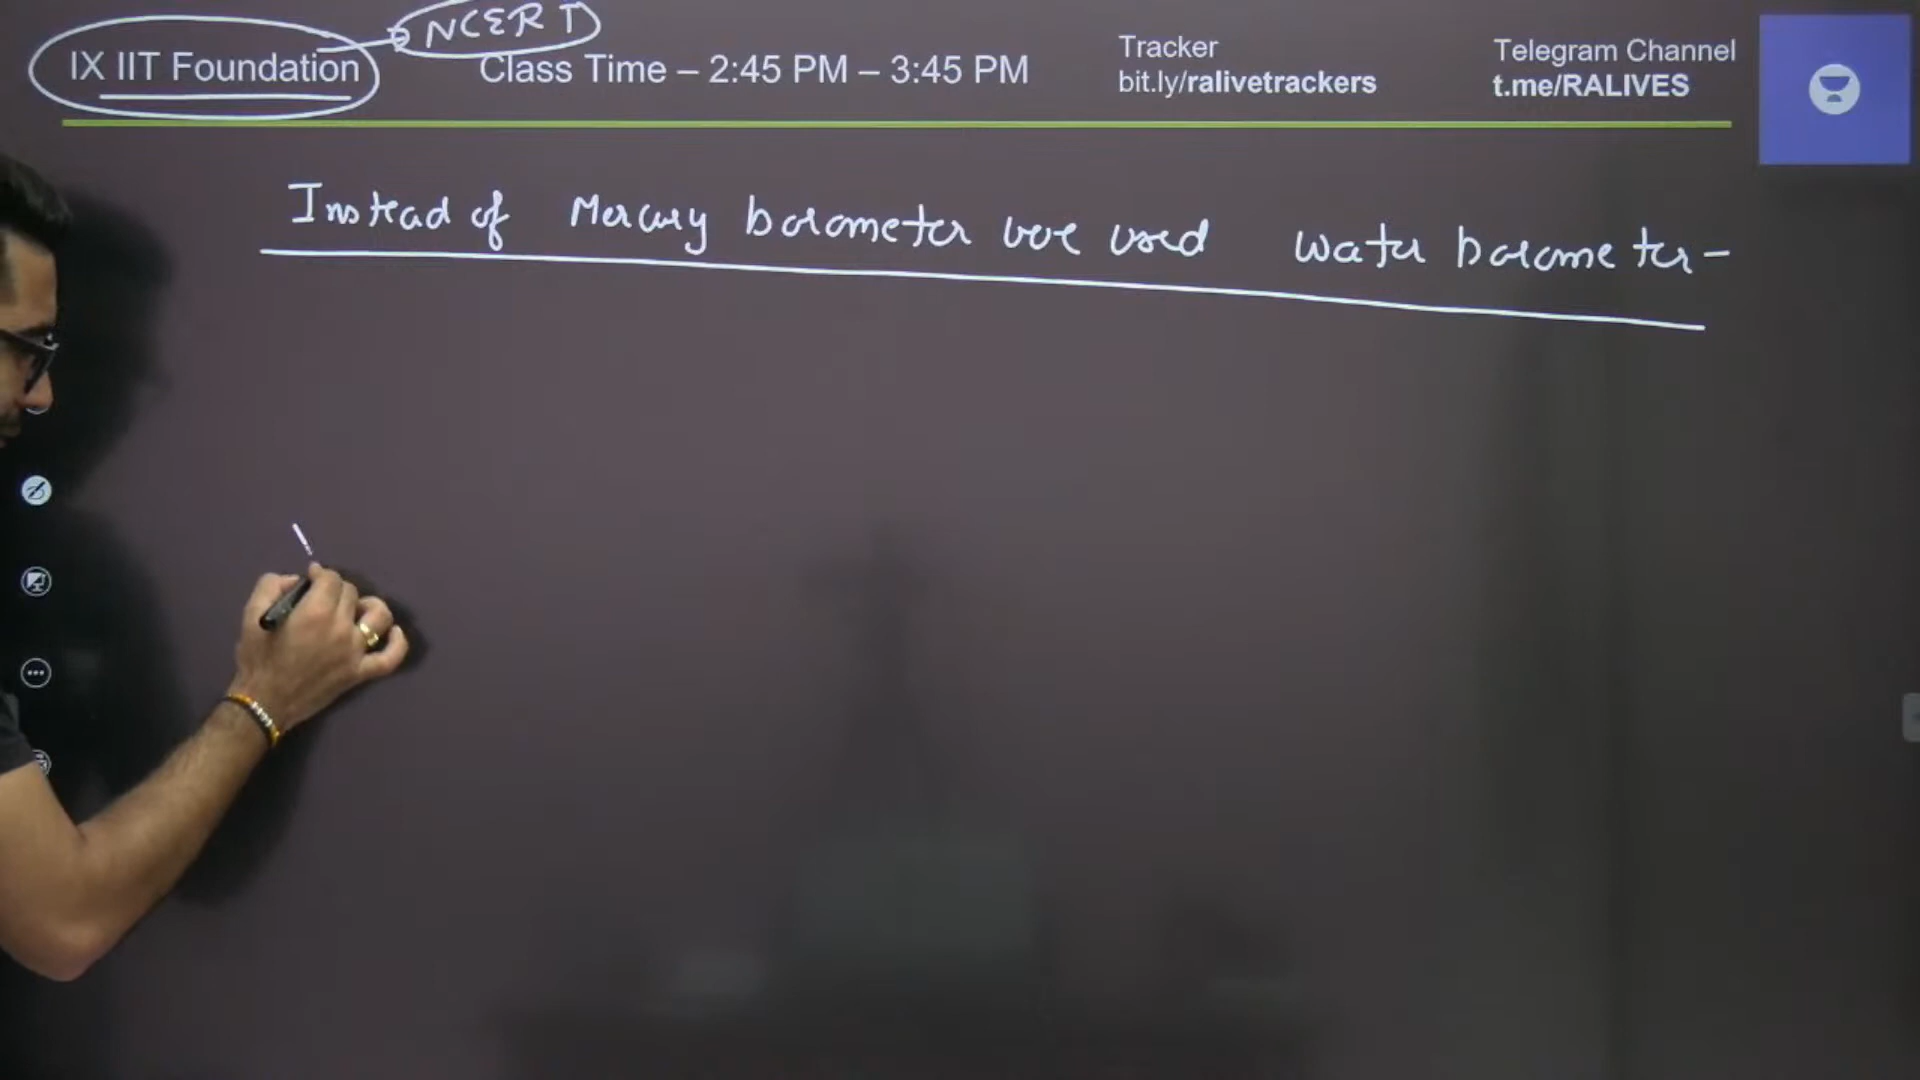 NCERT
IX IIT Foundation
Class Time – 2:45 PM – 3:45 PM
Tracker
bit.ly/ralivetrackers
Telegram Channel
t.me/RALIVES
Instead of Mercury barometer we used water barometer-